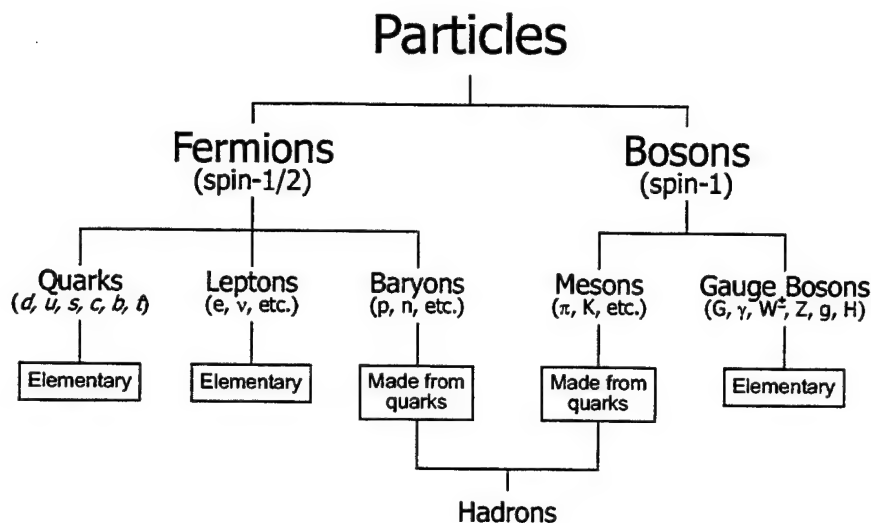 Particles
Fermions
(spin-1/2)
Bosons
(spin-1)
Quarks
(d, u, s, c, b, t)
Leptons
(e, ν, etc.)
Baryons
(p, n, etc.)
Mesons
(π, K, etc.)
Gauge Bosons
(G, γ, W±, Z, g, H)
Elementary
Elementary
Made from
quarks
Made from
quarks
Elementary
Hadrons